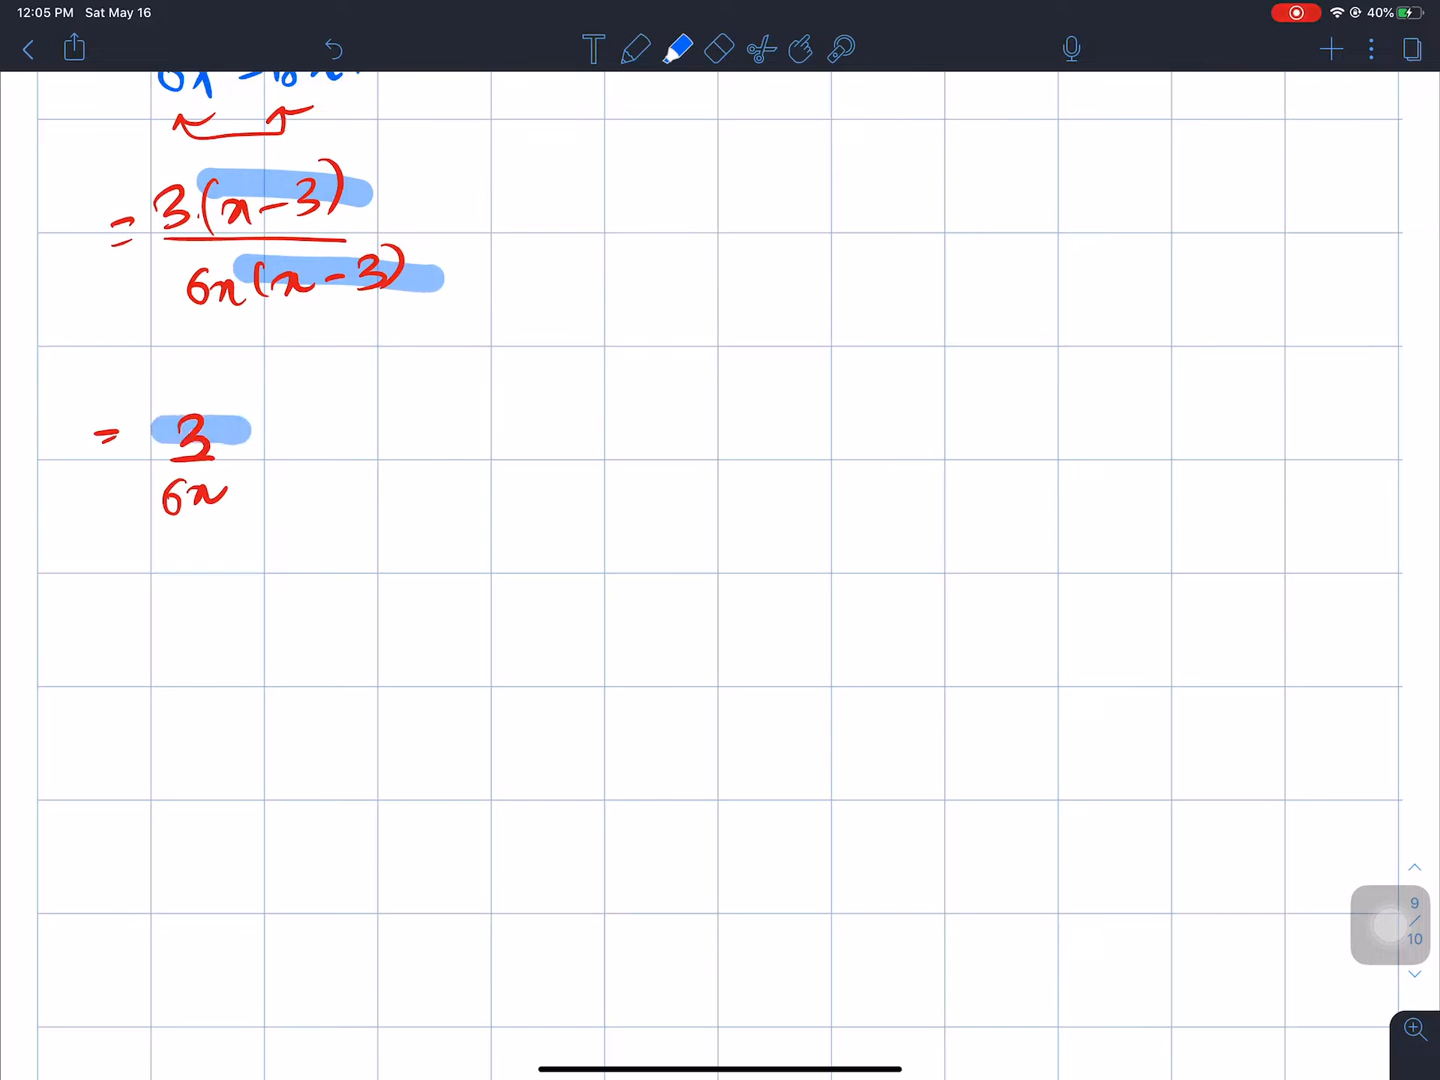 12:05 PM Sat May 16 40%
= 3.(x-3)
6x(x-3)
= 3
6x
9
10